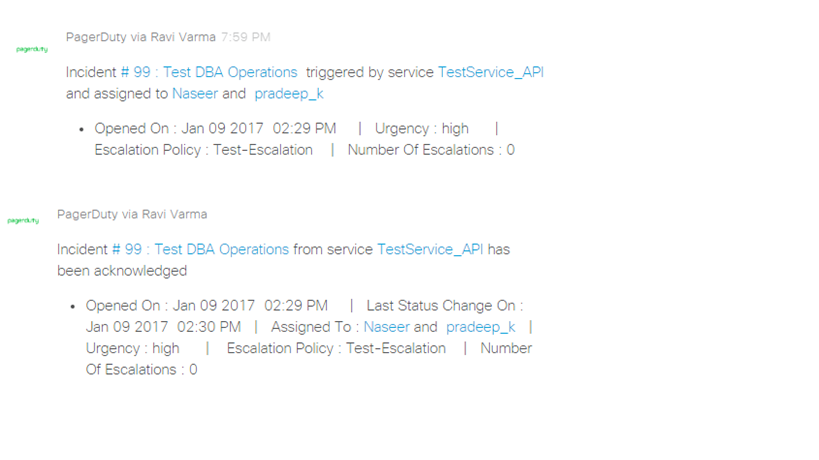 PagerDuty via Ravi Varma 7:59 PM
pagerduty
Incident # 99 : Test DBA Operations triggered by service TestService_API
and assigned to Naseer and pradeep_k
• Opened On : Jan 09 2017 02:29 PM | Urgency : high |
Escalation Policy : Test-Escalation | Number Of Escalations : 0
PagerDuty via Ravi Varma
pagerduty
Incident # 99 : Test DBA Operations from service TestService_API has
been acknowledged
• Opened On : Jan 09 2017 02:29 PM | Last Status Change On :
Jan 09 2017 02:30 PM | Assigned To : Naseer and pradeep_k |
Urgency : high | Escalation Policy : Test-Escalation | Number
Of Escalations : 0